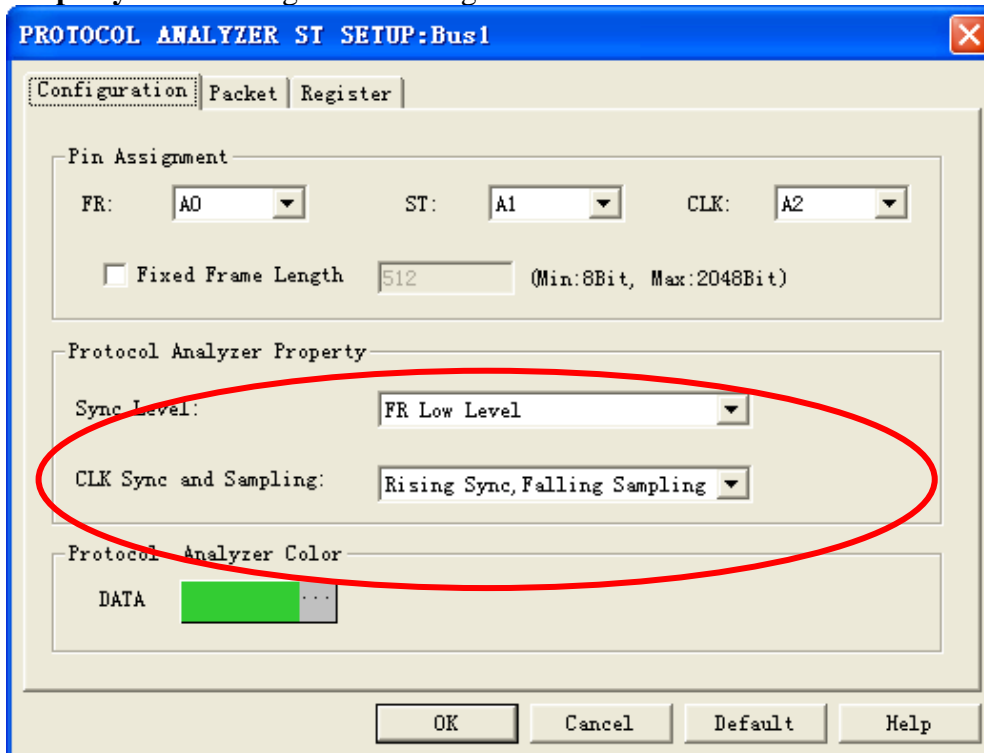 PROTOCOL ANALYZER ST SETUP:Bus1
Configuration Packet Register
Pin Assignment
FR: A0 ST: A1 CLK: A2
Fixed Frame Length 512 (Min:8Bit, Max:2048Bit)
Protocol Analyzer Property
Sync Level: FR Low Level
CLK Sync and Sampling: Rising Sync,Falling Sampling
Protocol Analyzer Color
DATA ...
OK Cancel Default Help